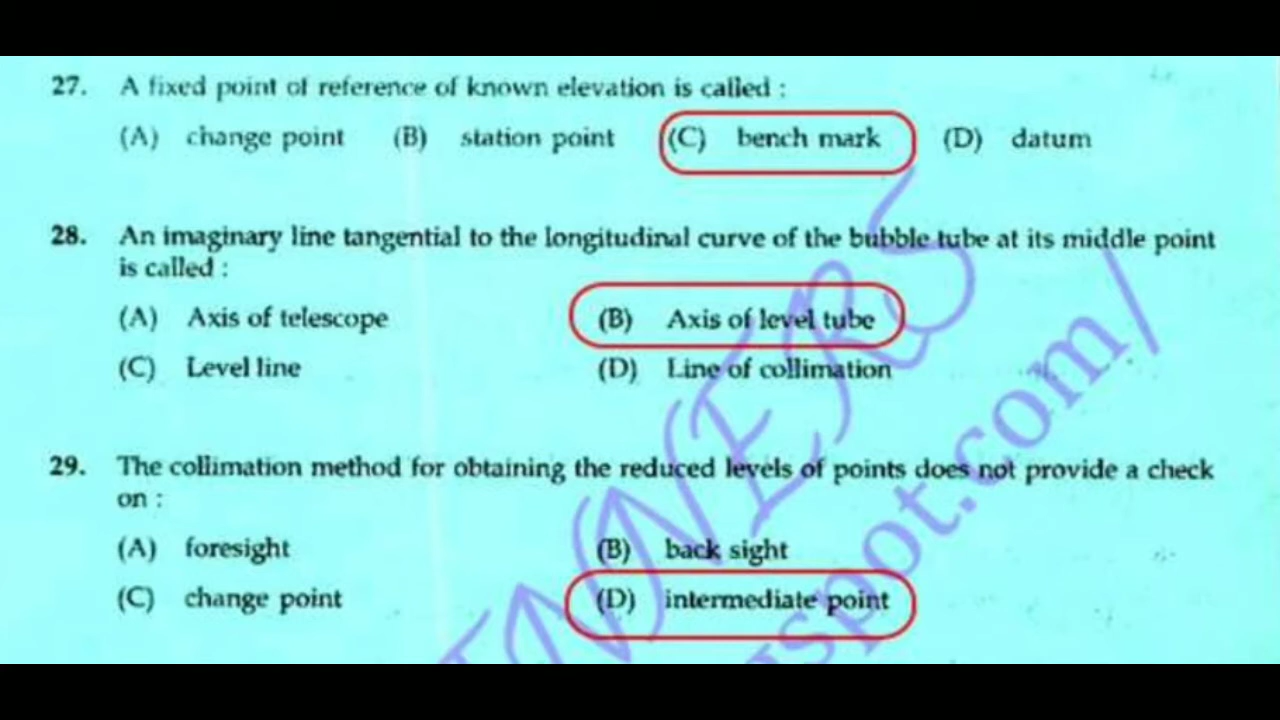 27. A fixed point of reference of known elevation is called :
(A) change point (B) station point (C) bench mark (D) datum
28. An imaginary line tangential to the longitudinal curve of the bubble tube at its middle point
is called :
(A) Axis of telescope (B) Axis of level tube
(C) Level line (D) Line of collimation
29. The collimation method for obtaining the reduced levels of points does not provide a check
on :
(A) foresight (B) back sight
(C) change point (D) intermediate point